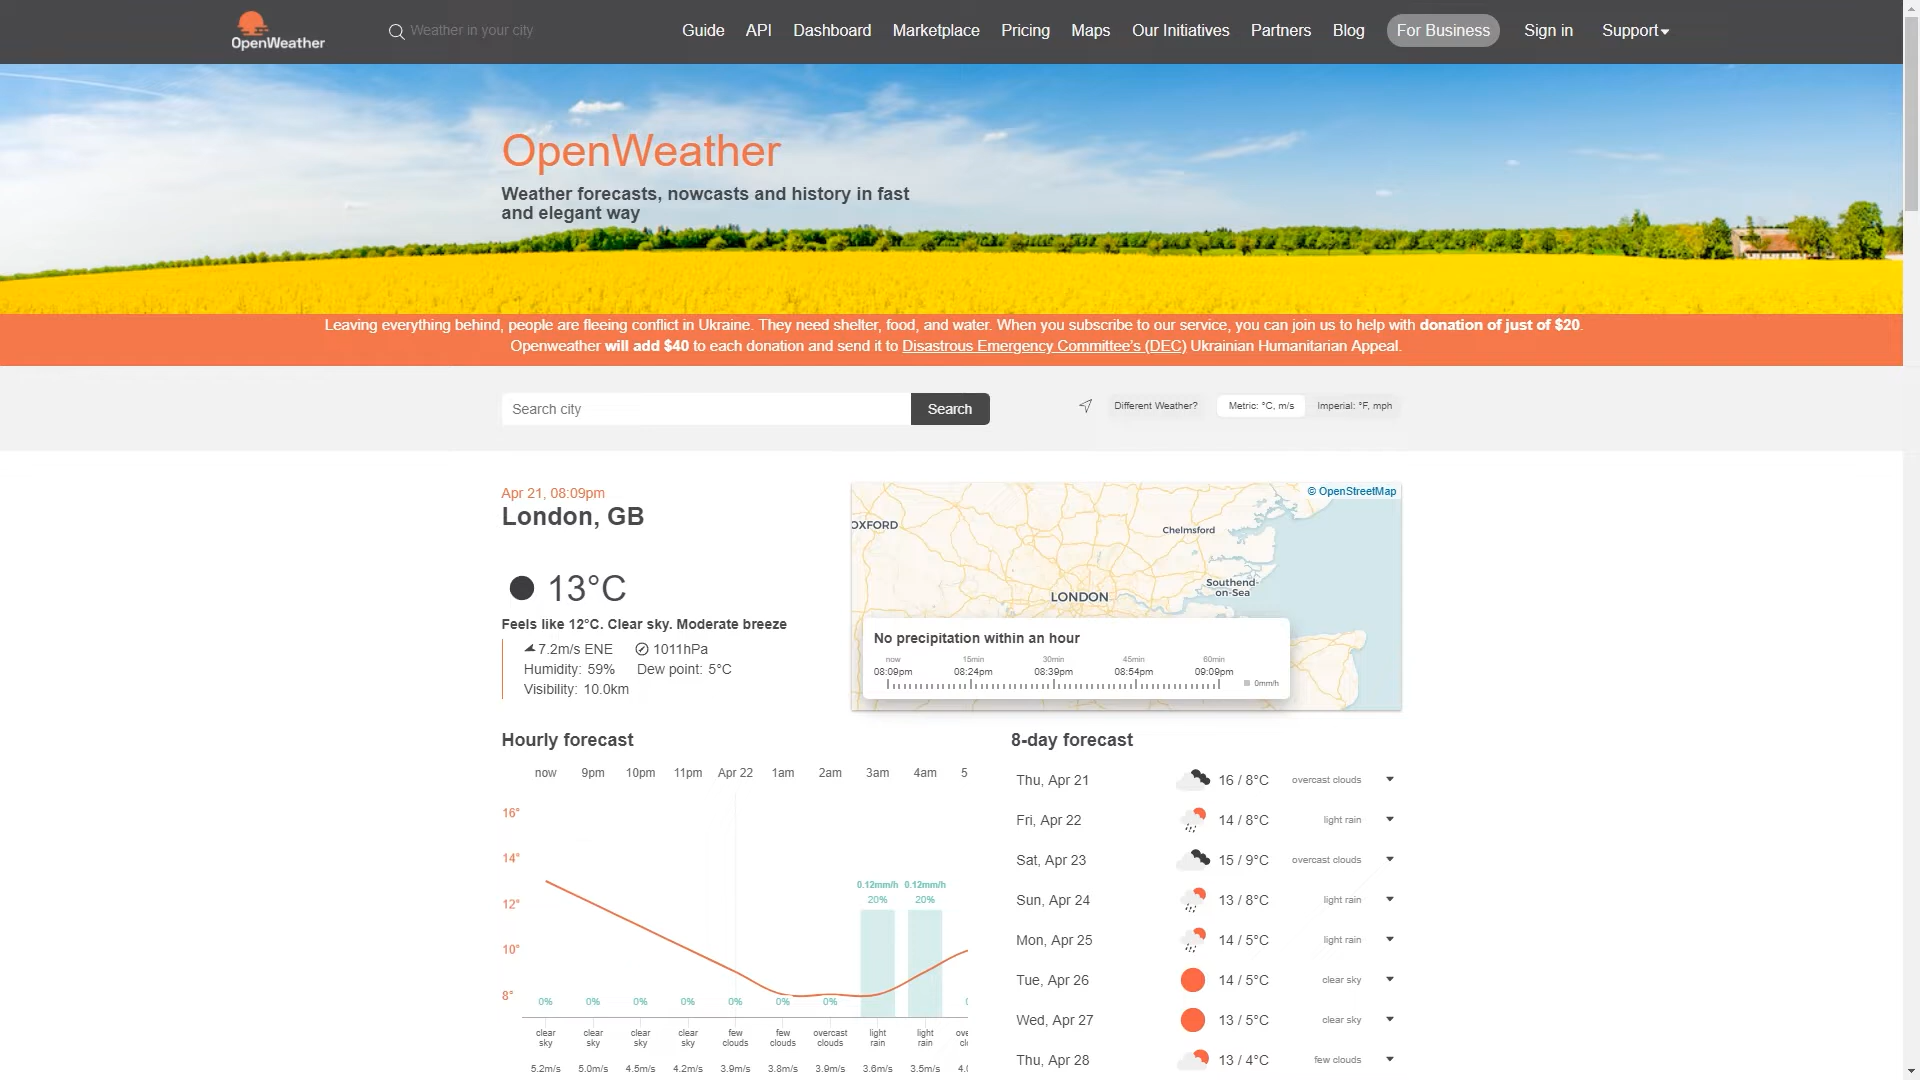 OpenWeather
Weather in your city
Guide API Dashboard Marketplace Pricing Maps Our Initiatives Partners Blog For Business Sign in Support
OpenWeather
Weather forecasts, nowcasts and history in fast
and elegant way
Leaving everything behind, people are fleeing conflict in Ukraine. They need shelter, food, and water. When you subscribe to our service, you can join us to help with donation of just of $20.
Openweather will add $40 to each donation and send it to Disastrous Emergency Committee's (DEC) Ukrainian Humanitarian Appeal.
Search city Search
Different Weather? Metric: °C, m/s Imperial: °F, mph
Apr 21, 08:09pm
London, GB
13°C
Feels like 12°C. Clear sky. Moderate breeze
7.2m/s ENE 1011hPa
Humidity: 59% Dew point: 5°C
Visibility: 10.0km
© OpenStreetMap
OXFORD
Chelmsford
Southend-
on-Sea
LONDON
No precipitation within an hour
now 15min 30min 45min 60min
08:09pm 08:24pm 08:39pm 08:54pm 09:09pm
0mm/h
Hourly forecast
now 9pm 10pm 11pm Apr 22 1am 2am 3am 4am 5
16°
14°
12°
10°
8°
0.12mm/h 0.12mm/h
20% 20%
0% 0% 0% 0% 0% 0% 0%
clear clear clear clear few few overcast light light
sky sky sky sky clouds clouds clouds rain rain
5.2m/s 5.0m/s 4.5m/s 4.2m/s 3.9m/s 3.8m/s 3.9m/s 3.6m/s 3.5m/s
8-day forecast
Thu, Apr 21 16 / 8°C overcast clouds
Fri, Apr 22 14 / 8°C light rain
Sat, Apr 23 15 / 9°C overcast clouds
Sun, Apr 24 13 / 8°C light rain
Mon, Apr 25 14 / 5°C light rain
Tue, Apr 26 14 / 5°C clear sky
Wed, Apr 27 13 / 5°C clear sky
Thu, Apr 28 13 / 4°C few clouds